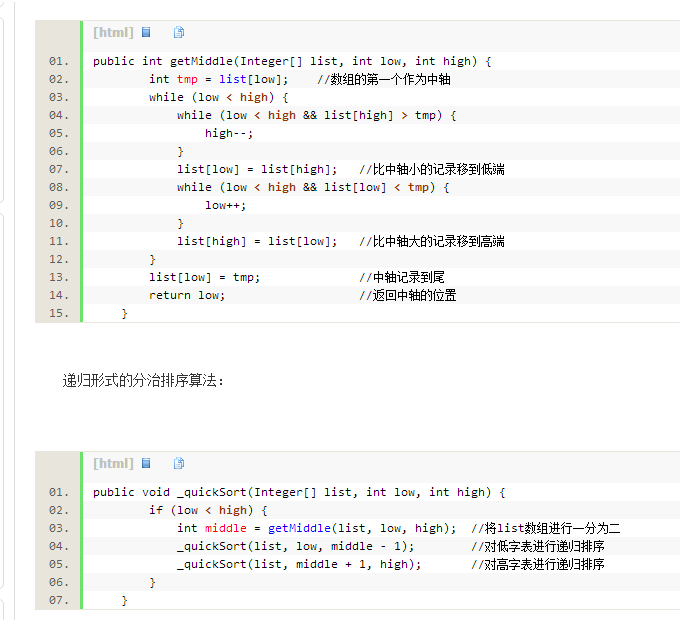 [html]
01. public int getMiddle(Integer[] list, int low, int high) {
02. int tmp = list[low]; //数组的第一个作为中轴
03. while (low < high) {
04. while (low < high && list[high] > tmp) {
05. high--;
06. }
07. list[low] = list[high]; //比中轴小的记录移到低端
08. while (low < high && list[low] < tmp) {
09. low++;
10. }
11. list[high] = list[low]; //比中轴大的记录移到高端
12. }
13. list[low] = tmp; //中轴记录到尾
14. return low; //返回中轴的位置
15. }
递归形式的分治排序算法：
[html]
01. public void _quickSort(Integer[] list, int low, int high) {
02. if (low < high) {
03. int middle = getMiddle(list, low, high); //将list数组进行一分为二
04. _quickSort(list, low, middle - 1); //对低字表进行递归排序
05. _quickSort(list, middle + 1, high); //对高字表进行递归排序
06. }
07. }